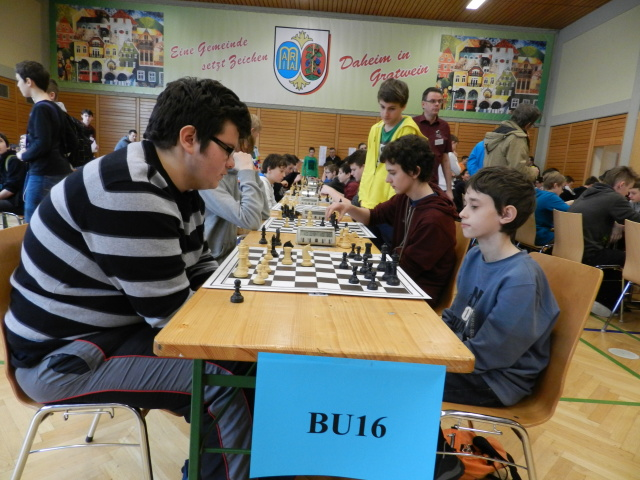 Eine Gemeinde
setzt Zeichen
Daheim in
Gratwein
BU16